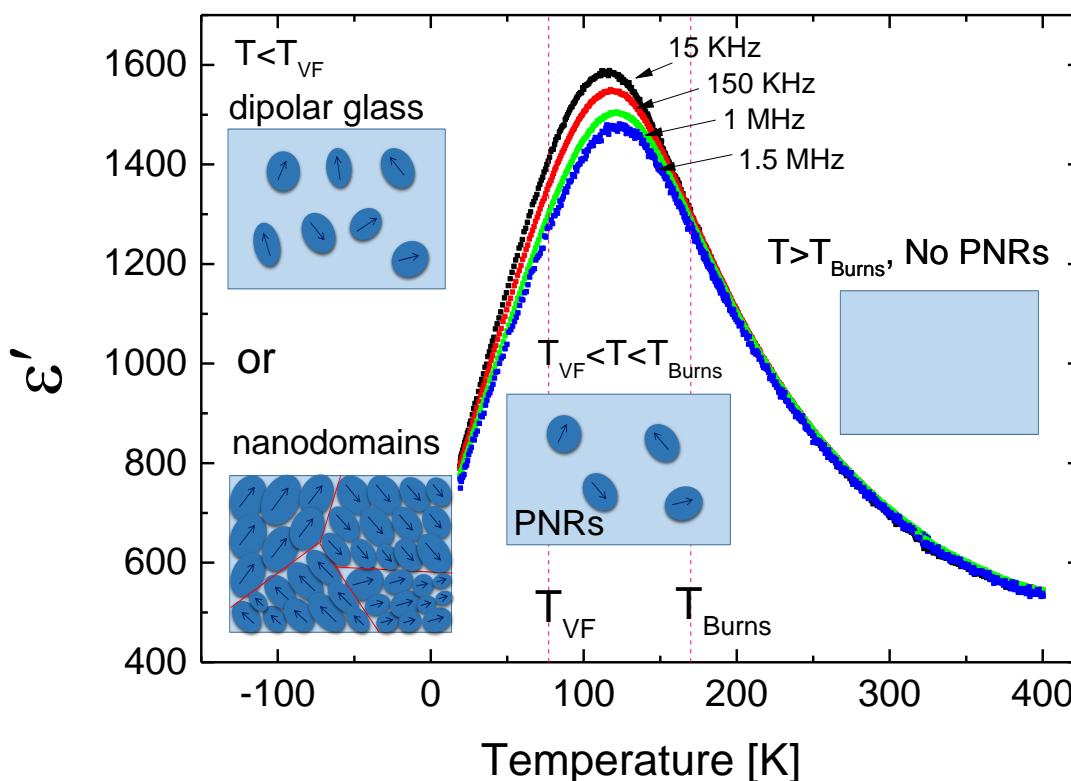 T<T_VF
dipolar glass
or
nanodomains
15 KHz
150 KHz
1 MHz
1.5 MHz
T>T_Burns, No PNRs
T_VF<T<T_Burns
PNRs
T_VF
T_Burns
ε'
1600
1400
1200
1000
800
600
400
-100
0
100
200
300
400
Temperature [K]